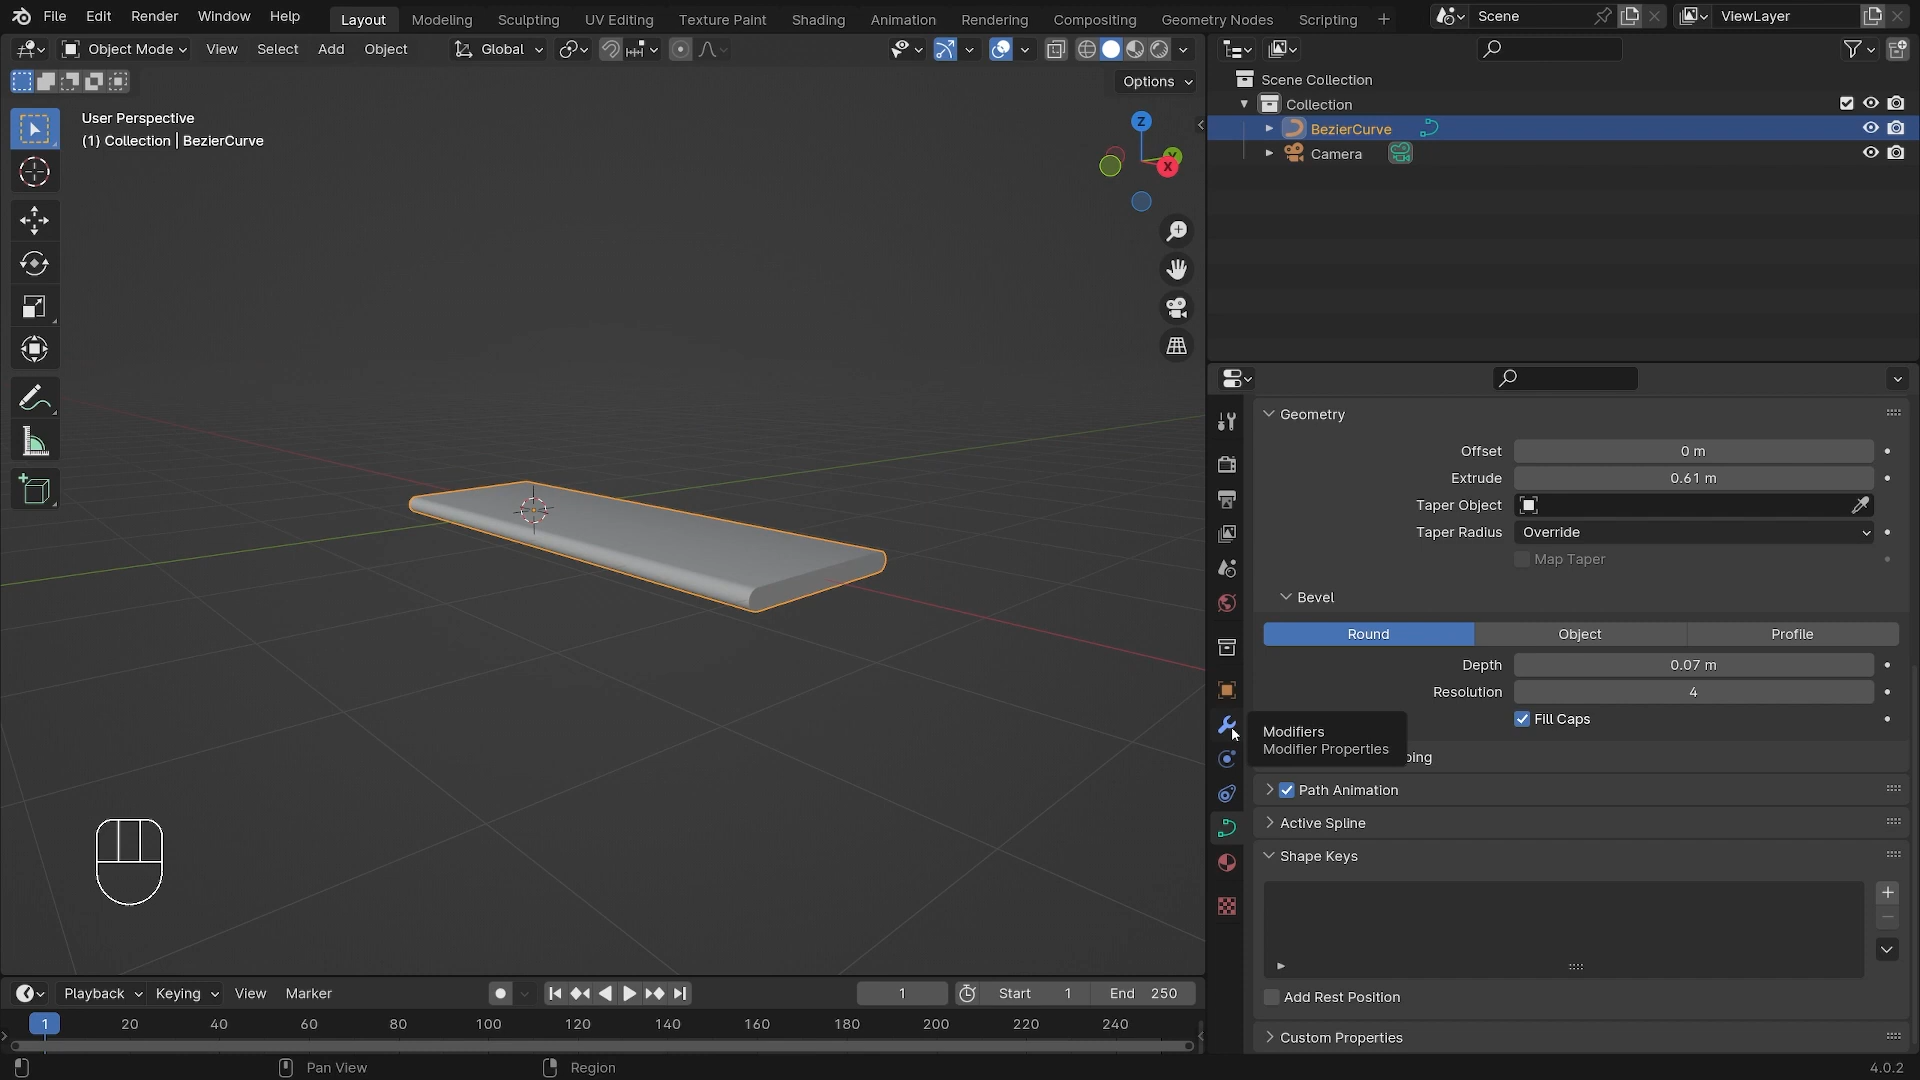 File Edit Render Window Help Layout Modeling Sculpting UV Editing Texture Paint Shading Animation Rendering Compositing Geometry Nodes Scripting + Scene ViewLayer
Object Mode View Select Add Object Global
Options
User Perspective
(1) Collection | BezierCurve
Z
Y
X
Scene Collection
Collection
BezierCurve
Camera
Geometry
Offset 0 m
Extrude 0.61 m
Taper Object
Taper Radius Override
Map Taper
Bevel
Round Object Profile
Depth 0.07 m
Resolution 4
Fill Caps
Modifiers
Modifier Properties
ping
Path Animation
Active Spline
Shape Keys
Add Rest Position
Custom Properties
Playback Keying View Marker 1 Start 1 End 250
1 20 40 60 80 100 120 140 160 180 200 220 240
Pan View Region 4.0.2